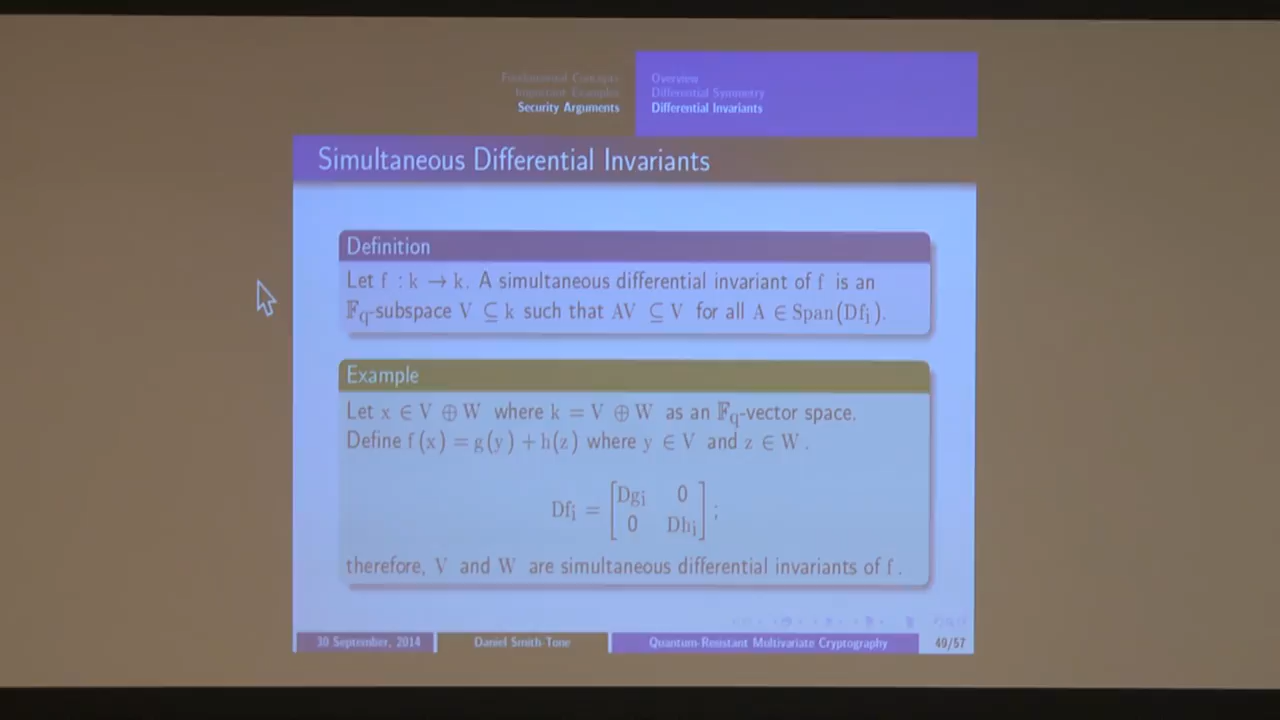 Fundamental Concepts
Important Examples
Security Arguments
Overview
Differential Symmetry
Differential Invariants
Simultaneous Differential Invariants
Definition
Let f : k → k. A simultaneous differential invariant of f is an
𝔽q-subspace V ⊆ k such that AV ⊆ V for all A ∈ Span(Dfi).
Example
Let x ∈ V ⊕ W where k = V ⊕ W as an 𝔽q-vector space.
Define f(x) = g(y) + h(z) where y ∈ V and z ∈ W.
Dfi = [Dgi 0
0 Dhi];
therefore, V and W are simultaneous differential invariants of f.
30 September, 2014
Daniel Smith-Tone
Quantum-Resistant Multivariate Cryptography
49/57